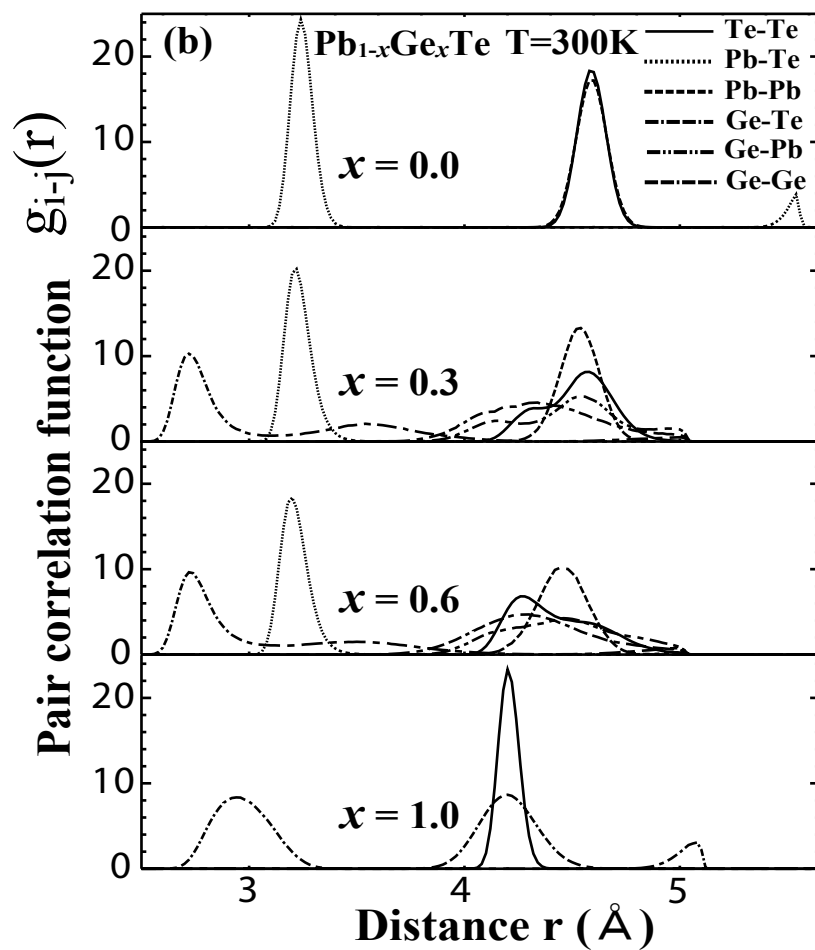 (b) Pb1-xGexTe T=300K
Te-Te
Pb-Te
Pb-Pb
Ge-Te
Ge-Pb
Ge-Ge
20
10
0
x = 0.0
20
10
0
x = 0.3
20
10
0
x = 0.6
20
10
0
x = 1.0
3 4 5
Distance r (Å)
Pair correlation function gi-j(r)